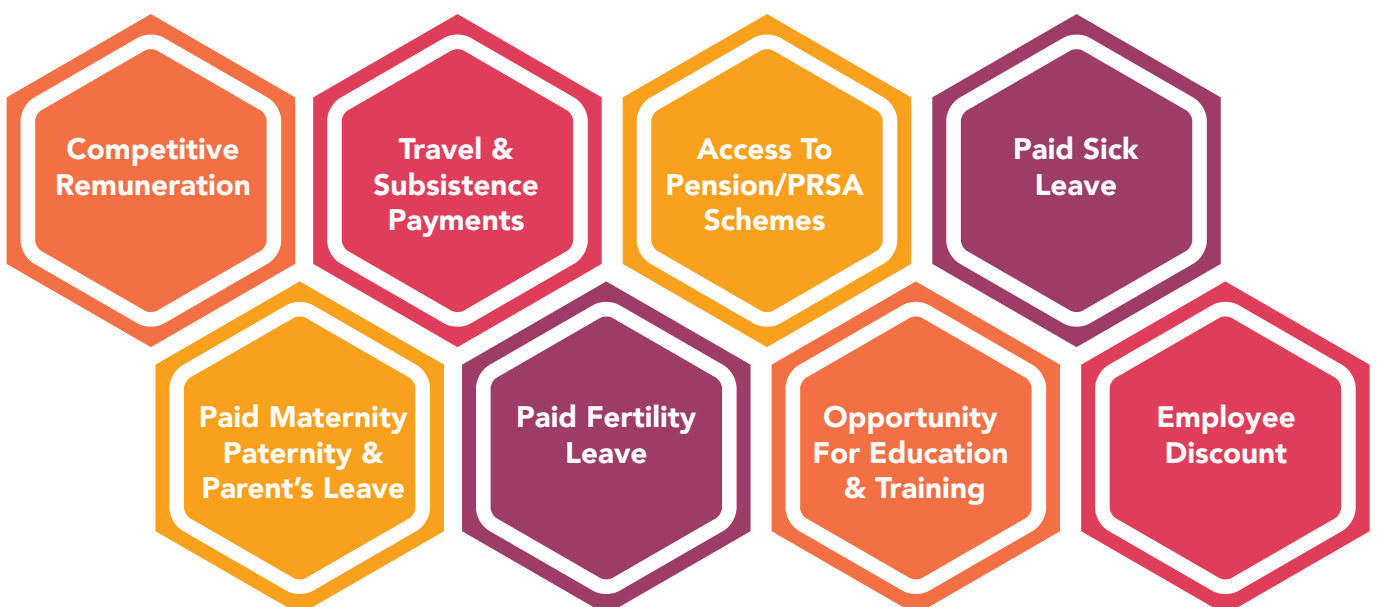 Competitive
Remuneration
Travel &
Subsistence
Payments
Access To
Pension/PRSA
Schemes
Paid Sick
Leave
Paid Maternity
Paternity &
Parent’s Leave
Paid Fertility
Leave
Opportunity
For Education
& Training
Employee
Discount